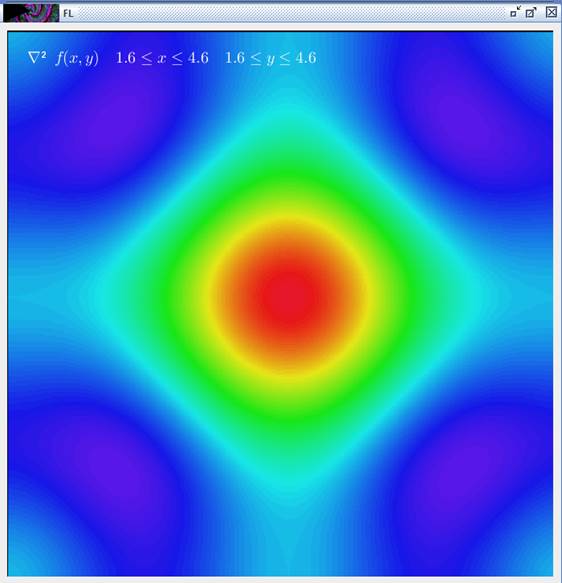 FL
∇² f(x, y) 1.6 ≤ x ≤ 4.6 1.6 ≤ y ≤ 4.6